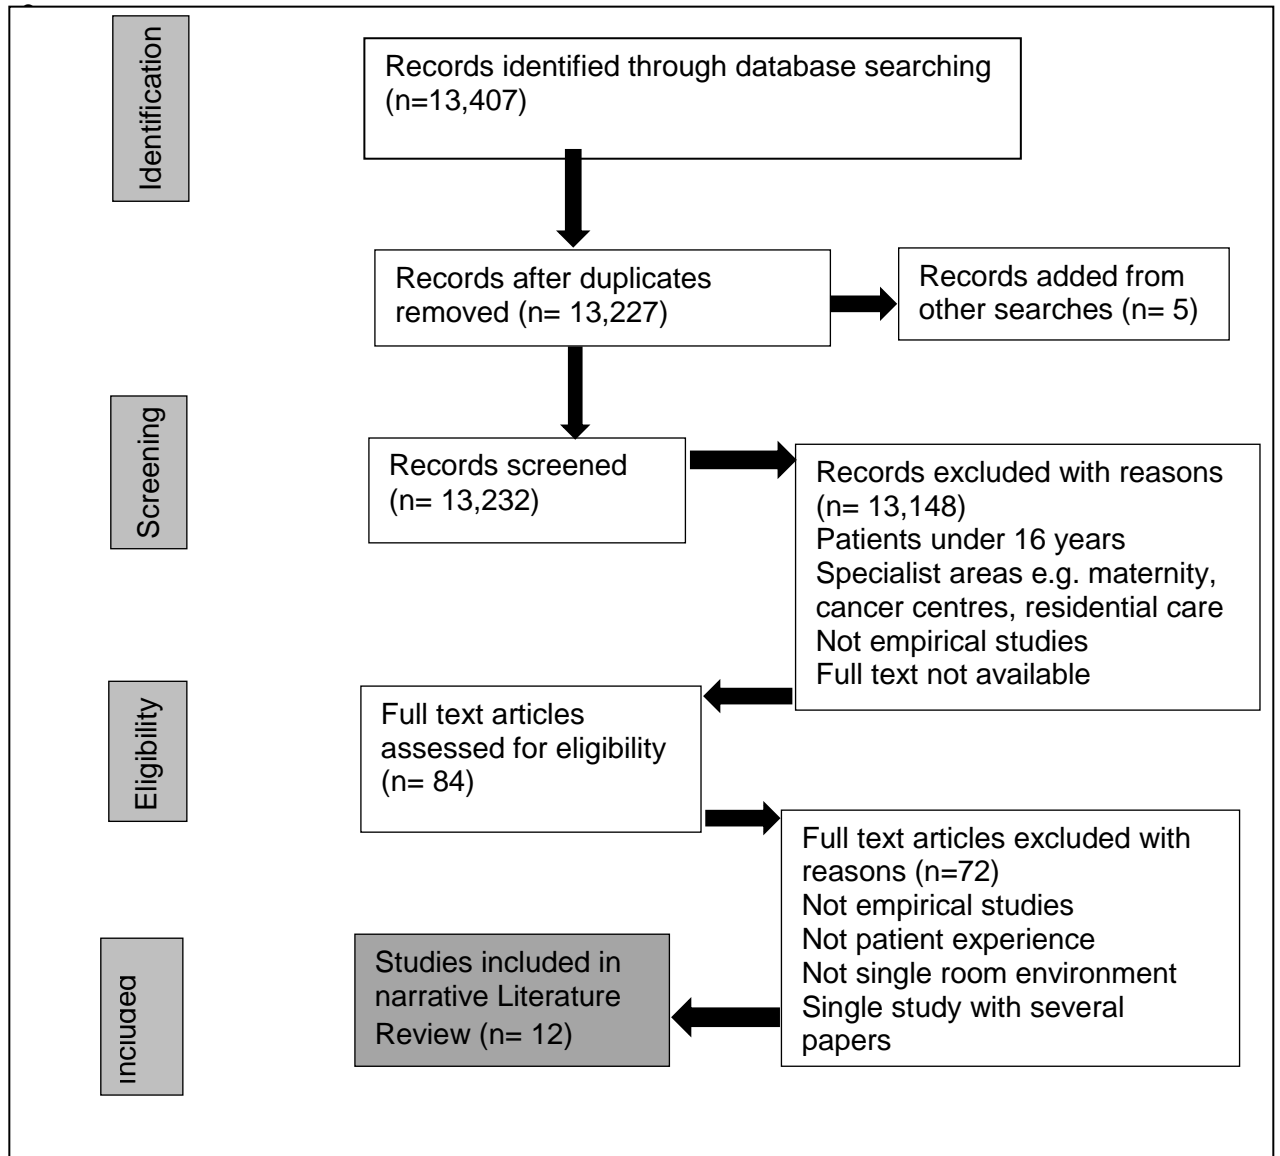 Identification
Records identified through database searching
(n=13,407)
Records after duplicates
removed (n= 13,227)
Records added from
other searches (n= 5)
Screening
Records screened
(n= 13,232)
Records excluded with reasons
(n= 13,148)
Patients under 16 years
Specialist areas e.g. maternity,
cancer centres, residential care
Not empirical studies
Full text not available
Eligibility
Full text articles
assessed for eligibility
(n= 84)
Full text articles excluded with
reasons (n=72)
Not empirical studies
Not patient experience
Not single room environment
Single study with several
papers
Included
Studies included in
narrative Literature
Review (n= 12)